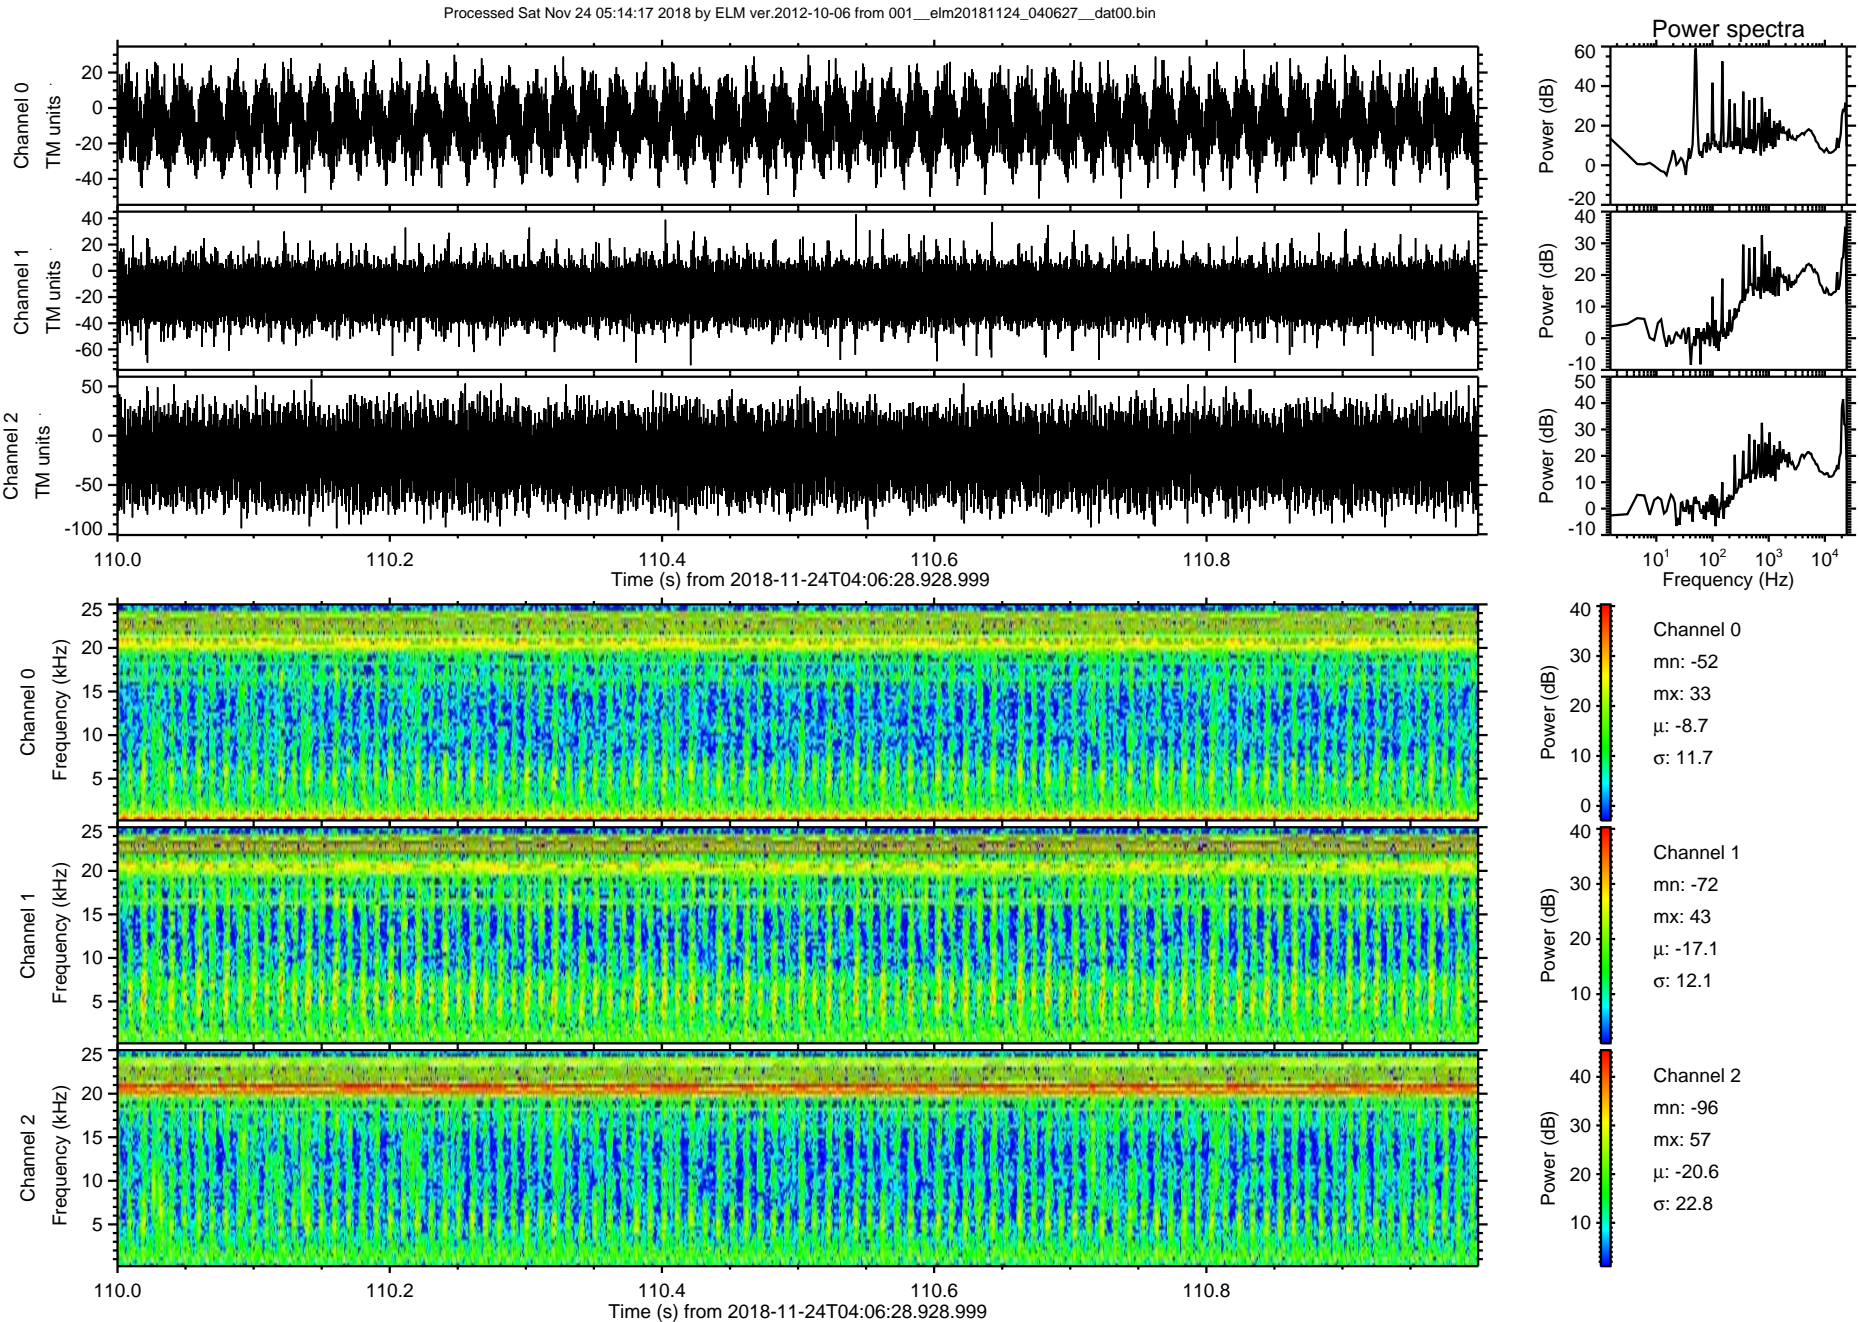 Processed Sat Nov 24 05:14:17 2018 by ELM ver.2012-10-06 from 001__elm20181124_040627__dat00.bin
Power spectra
Channel 0
TM units
20
0
-20
-40
Power (dB)
60
40
20
0
-20
Channel 1
TM units
40
20
0
-20
-40
-60
Power (dB)
40
30
20
10
0
-10
Channel 2
TM units
50
0
-50
-100
Power (dB)
50
40
30
20
10
0
-10
110.0 110.2 110.4 110.6 110.8
Time (s) from 2018-11-24T04:06:28.928.999
10¹ 10² 10³ 10⁴
Frequency (Hz)
Channel 0
Frequency (kHz)
25
20
15
10
5
Power (dB)
40
30
20
10
0
Channel 0
mn: -52
mx: 33
μ: -8.7
σ: 11.7
Channel 1
Frequency (kHz)
25
20
15
10
5
Power (dB)
40
30
20
10
Channel 1
mn: -72
mx: 43
μ: -17.1
σ: 12.1
Channel 2
Frequency (kHz)
25
20
15
10
5
Power (dB)
40
30
20
10
Channel 2
mn: -96
mx: 57
μ: -20.6
σ: 22.8
110.0 110.2 110.4 110.6 110.8
Time (s) from 2018-11-24T04:06:28.928.999